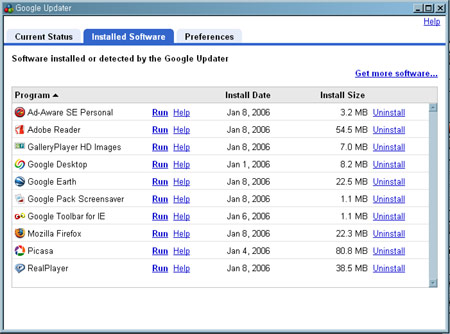 Google Updater
Help
Current Status Installed Software Preferences
Software installed or detected by the Google Updater
Get more software...
Program Install Date Install Size
Ad-Aware SE Personal Run Help Jan 8, 2006 3.2 MB Uninstall
Adobe Reader Run Help Jan 8, 2006 54.5 MB Uninstall
GalleryPlayer HD Images Run Help Jan 8, 2006 7.0 MB Uninstall
Google Desktop Run Help Jan 1, 2006 8.2 MB Uninstall
Google Earth Run Help Jan 8, 2006 22.5 MB Uninstall
Google Pack Screensaver Run Help Jan 8, 2006 1.1 MB Uninstall
Google Toolbar for IE Run Help Jan 6, 2006 1.1 MB Uninstall
Mozilla Firefox Run Help Jan 8, 2006 22.3 MB Uninstall
Picasa Run Help Jan 4, 2006 80.8 MB Uninstall
RealPlayer Run Help Jan 8, 2006 38.5 MB Uninstall